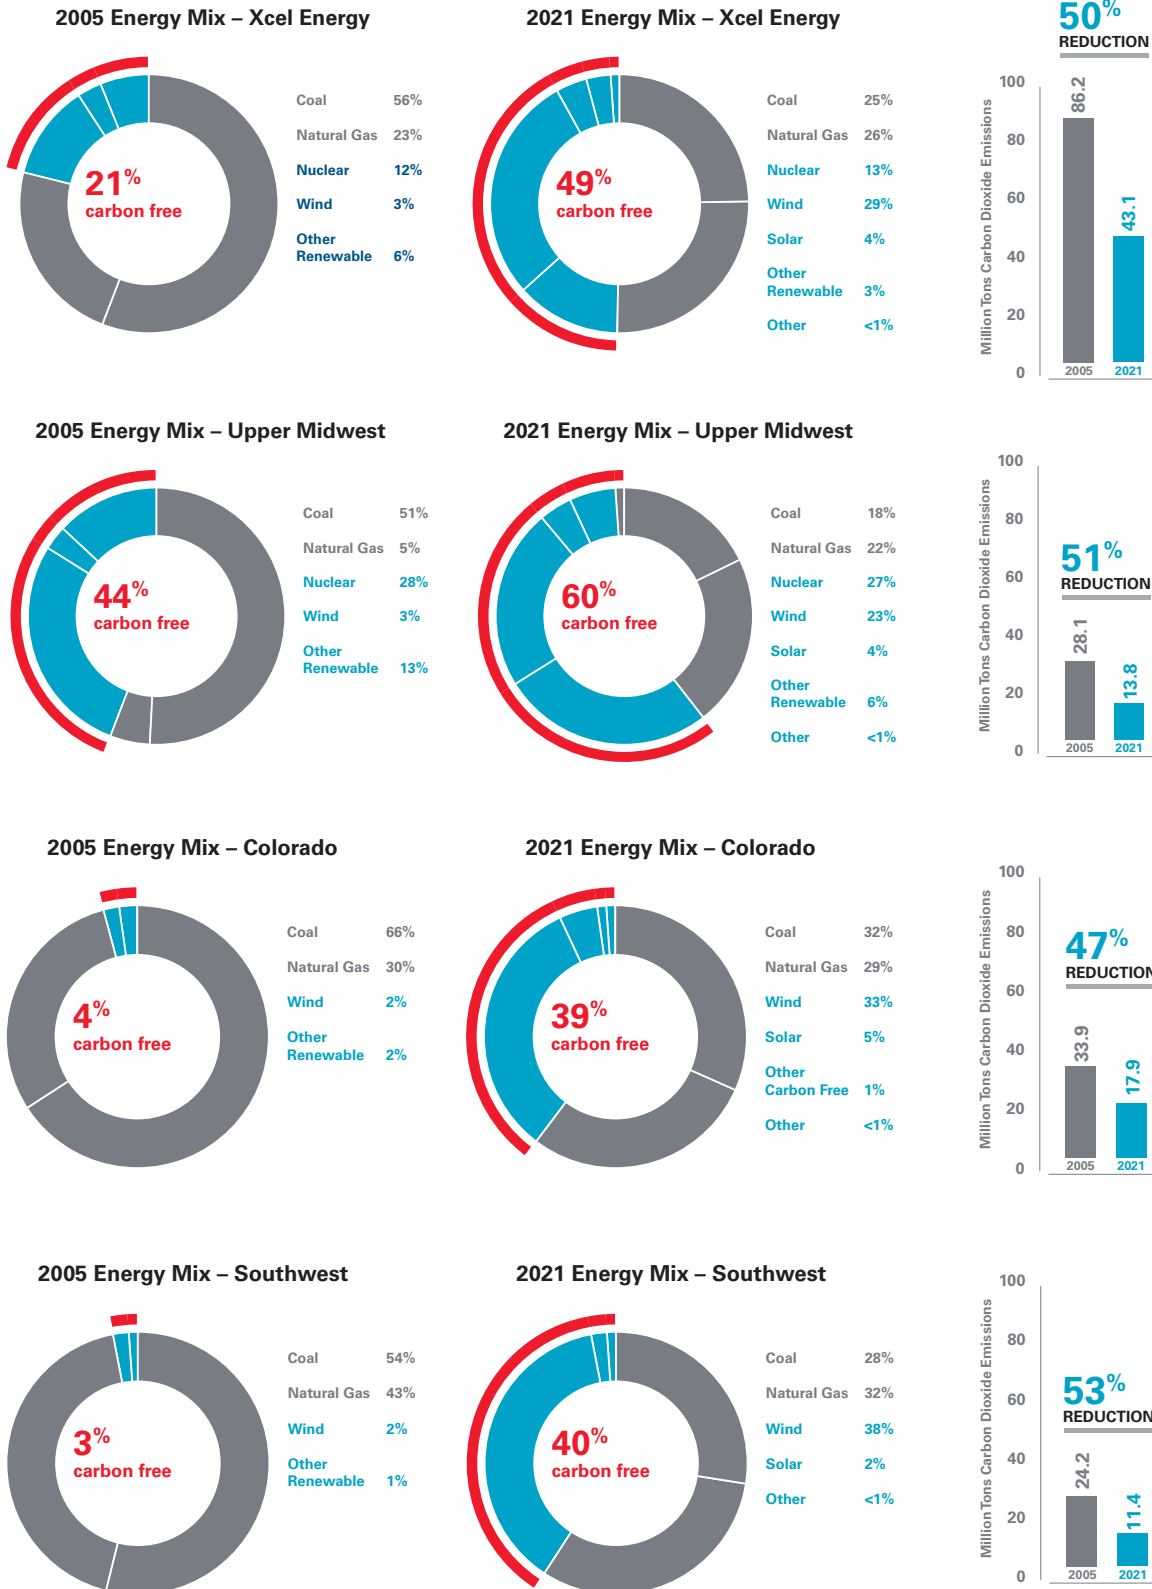 2005 Energy Mix – Xcel Energy
21%
carbon free
Coal 56%
Natural Gas 23%
Nuclear 12%
Wind 3%
Other
Renewable 6%
2021 Energy Mix – Xcel Energy
49%
carbon free
Coal 25%
Natural Gas 26%
Nuclear 13%
Wind 29%
Solar 4%
Other
Renewable 3%
Other <1%
50%
REDUCTION
Million Tons Carbon Dioxide Emissions
100
80
60
40
20
0
86.2
43.1
2005 2021
2005 Energy Mix – Upper Midwest
44%
carbon free
Coal 51%
Natural Gas 5%
Nuclear 28%
Wind 3%
Other
Renewable 13%
2021 Energy Mix – Upper Midwest
60%
carbon free
Coal 18%
Natural Gas 22%
Nuclear 27%
Wind 23%
Solar 4%
Other
Renewable 6%
Other <1%
51%
REDUCTION
Million Tons Carbon Dioxide Emissions
100
80
60
40
20
0
28.1
13.8
2005 2021
2005 Energy Mix – Colorado
4%
carbon free
Coal 66%
Natural Gas 30%
Wind 2%
Other
Renewable 2%
2021 Energy Mix – Colorado
39%
carbon free
Coal 32%
Natural Gas 29%
Wind 33%
Solar 5%
Other
Carbon Free 1%
Other <1%
47%
REDUCTION
Million Tons Carbon Dioxide Emissions
100
80
60
40
20
0
33.9
17.9
2005 2021
2005 Energy Mix – Southwest
3%
carbon free
Coal 54%
Natural Gas 43%
Wind 2%
Other
Renewable 1%
2021 Energy Mix – Southwest
40%
carbon free
Coal 28%
Natural Gas 32%
Wind 38%
Solar 2%
Other <1%
53%
REDUCTION
Million Tons Carbon Dioxide Emissions
100
80
60
40
20
0
24.2
11.4
2005 2021